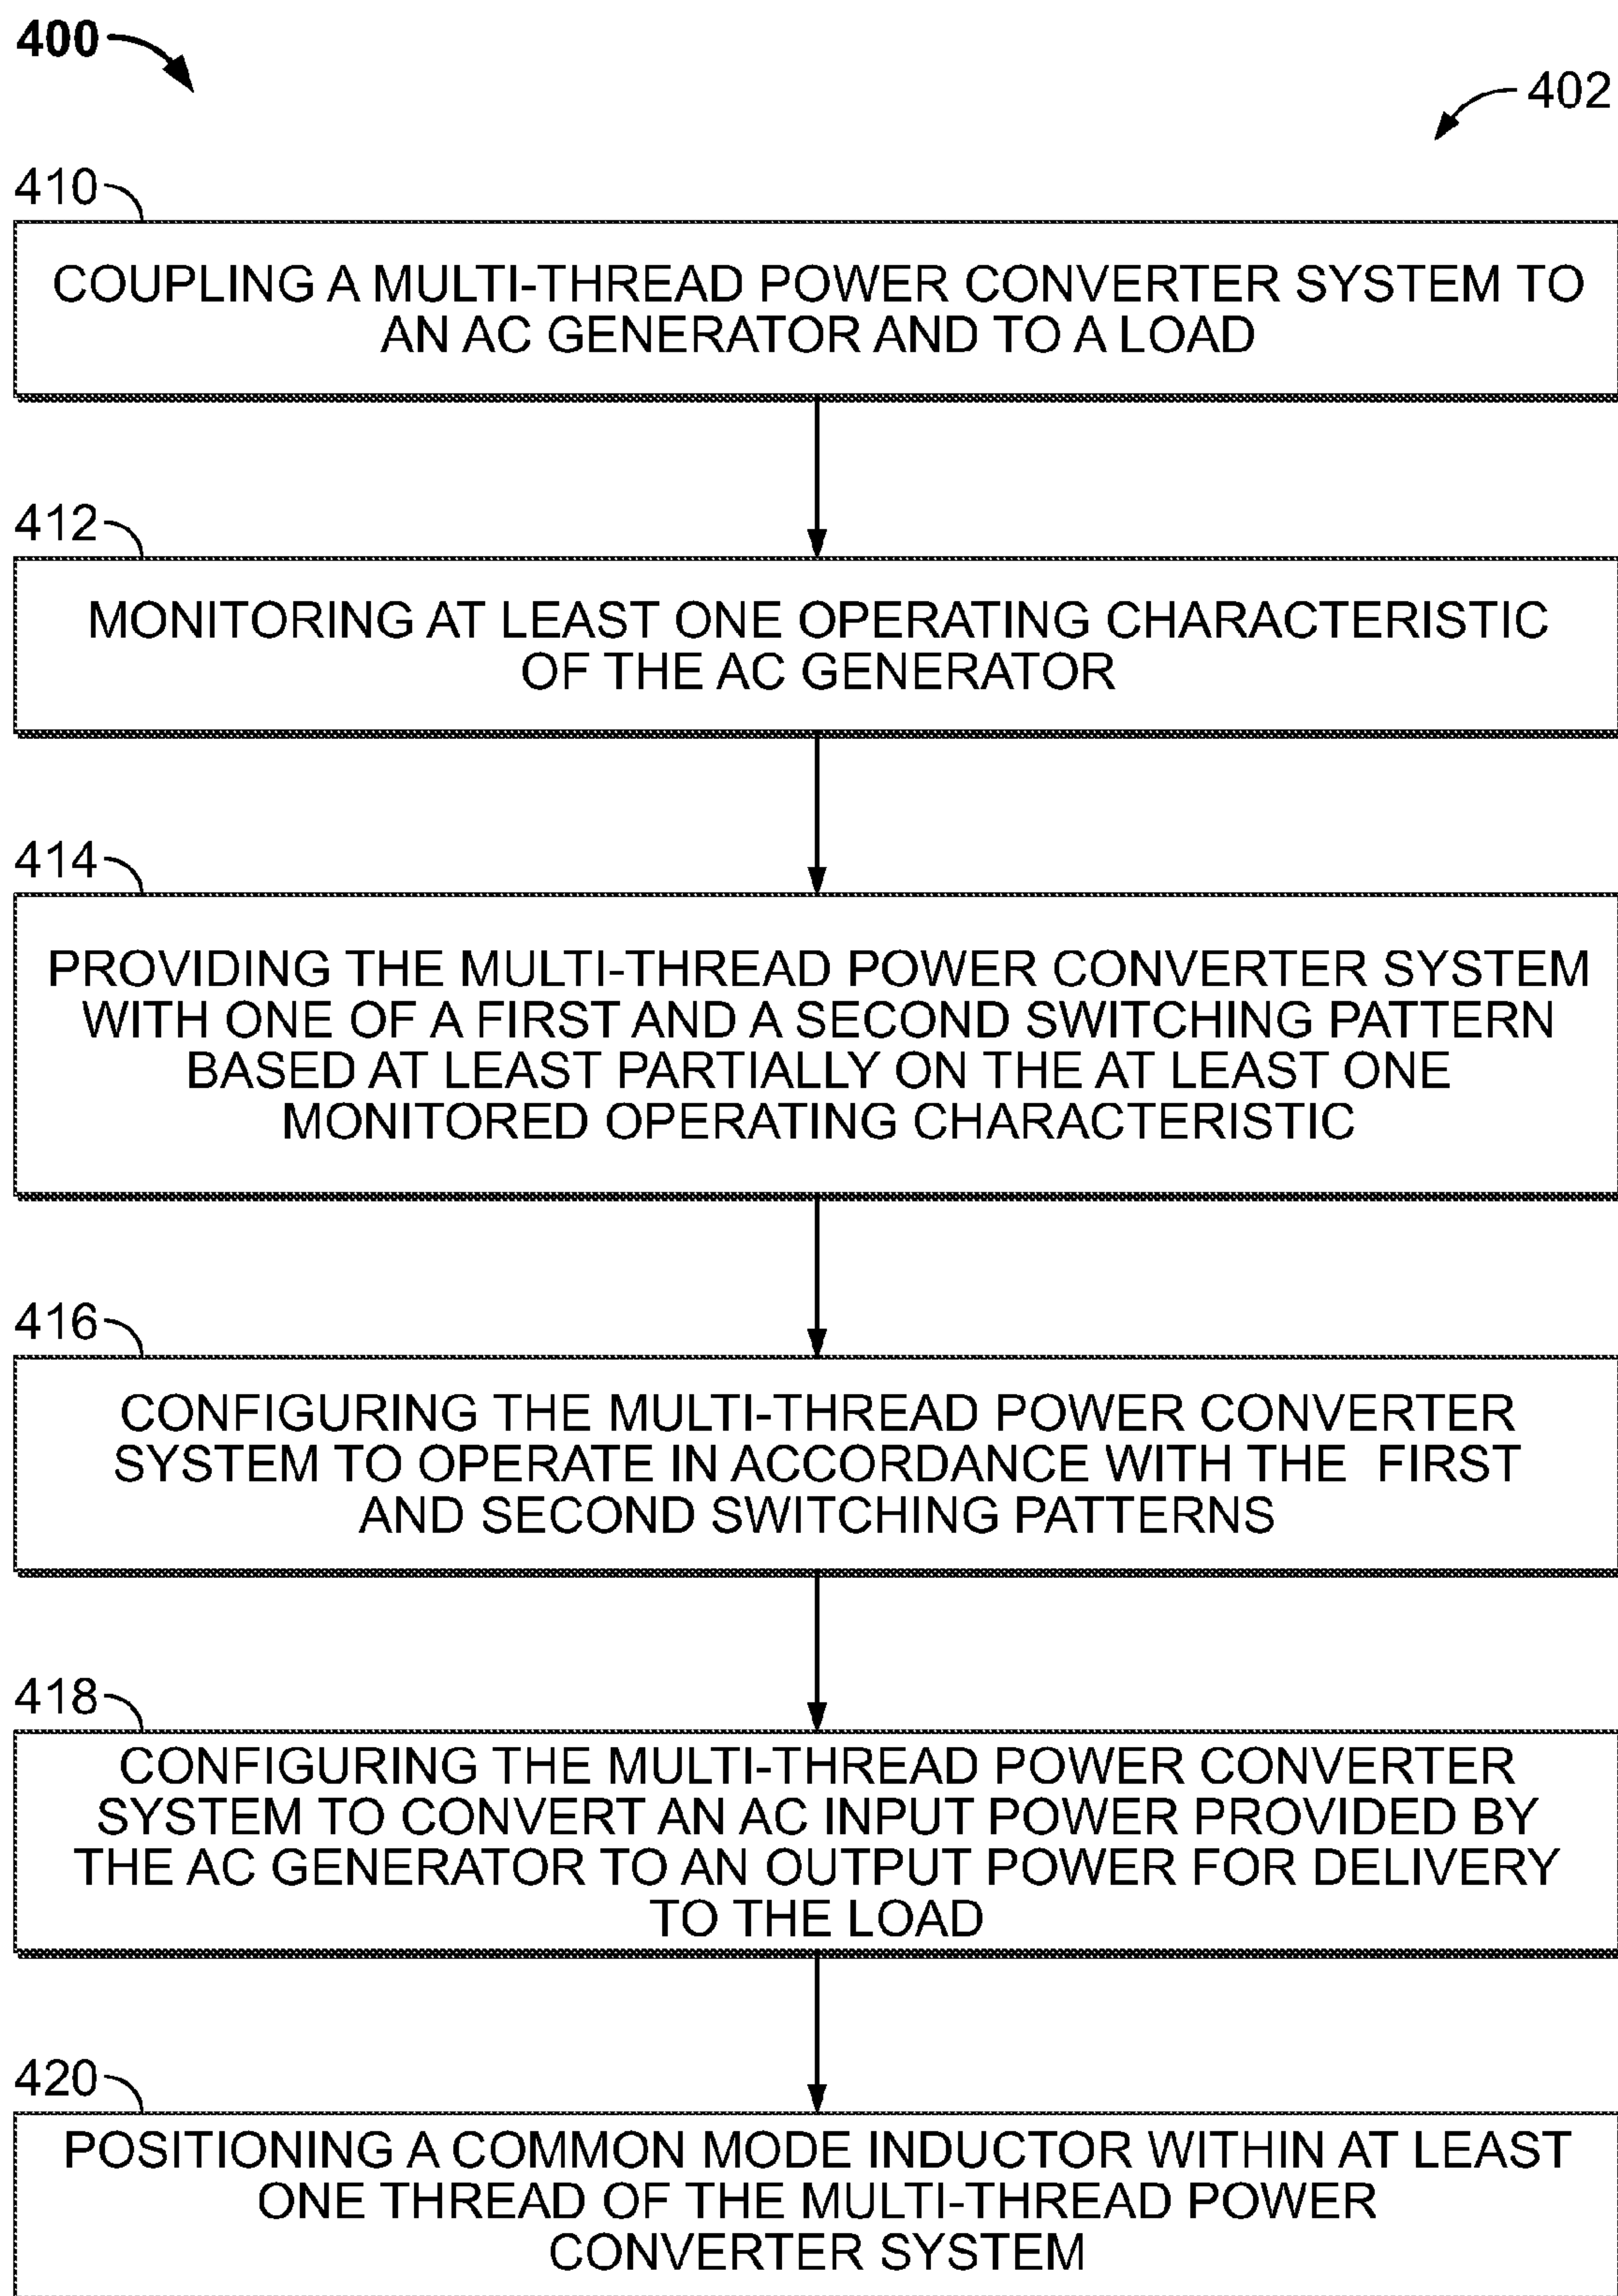 400
402
410
COUPLING A MULTI-THREAD POWER CONVERTER SYSTEM TO
AN AC GENERATOR AND TO A LOAD
412
MONITORING AT LEAST ONE OPERATING CHARACTERISTIC
OF THE AC GENERATOR
414
PROVIDING THE MULTI-THREAD POWER CONVERTER SYSTEM
WITH ONE OF A FIRST AND A SECOND SWITCHING PATTERN
BASED AT LEAST PARTIALLY ON THE AT LEAST ONE
MONITORED OPERATING CHARACTERISTIC
416
CONFIGURING THE MULTI-THREAD POWER CONVERTER
SYSTEM TO OPERATE IN ACCORDANCE WITH THE FIRST
AND SECOND SWITCHING PATTERNS
418
CONFIGURING THE MULTI-THREAD POWER CONVERTER
SYSTEM TO CONVERT AN AC INPUT POWER PROVIDED BY
THE AC GENERATOR TO AN OUTPUT POWER FOR DELIVERY
TO THE LOAD
420
POSITIONING A COMMON MODE INDUCTOR WITHIN AT LEAST
ONE THREAD OF THE MULTI-THREAD POWER
CONVERTER SYSTEM